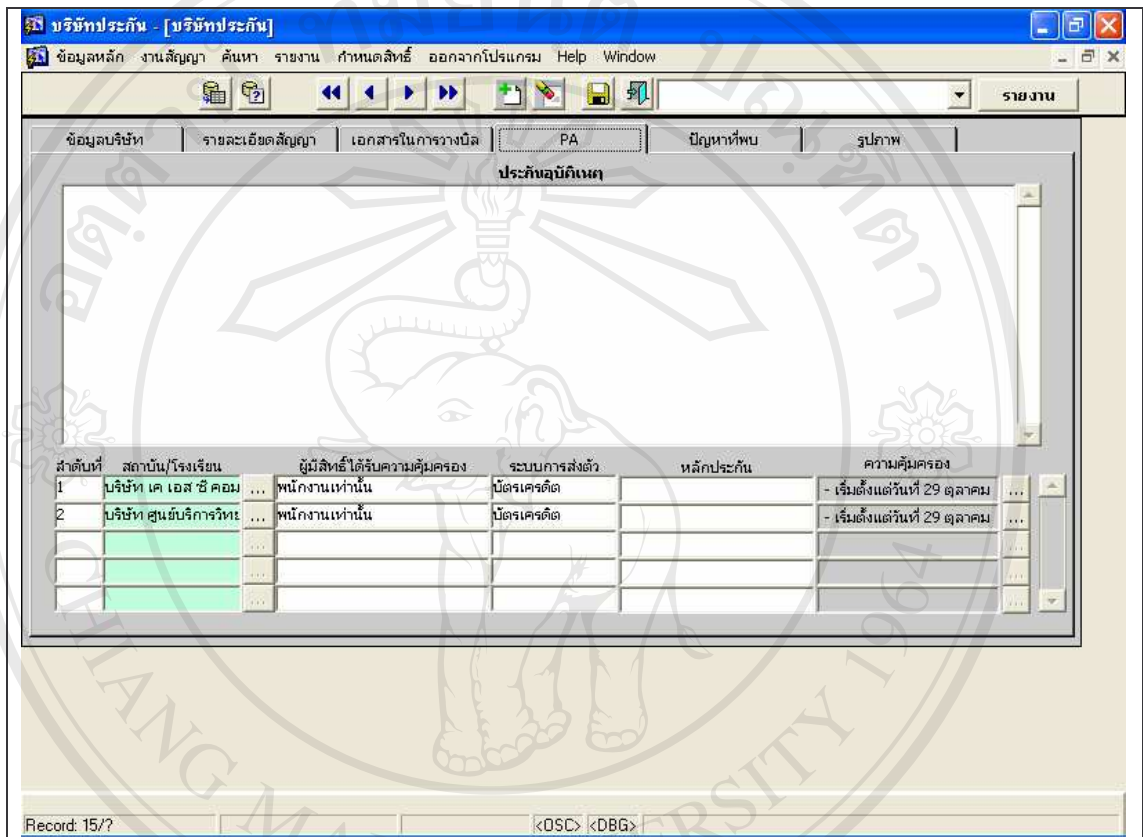 บริษัทประกัน - [บริษัทประกัน]
ข้อมูลหลัก งานสัญญา ค้นหา รายงาน กำหนดสิทธิ์ ออกจากโปรแกรม Help Window
รายงาน
ข้อมูลบริษัท รายละเอียดสัญญา เอกสารในการวางบิล PA ปัญหาที่พบ รูปภาพ
ประกันอุบัติเหตุ
ลำดับที่ สถาบัน/โรงเรียน ผู้มีสิทธิ์ได้รับความคุ้มครอง ระบบการส่งตัว หลักประกัน ความคุ้มครอง
1 บริษัท เค เอส ซี คอม ... พนักงานเท่านั้น บัตรเครดิต - เริ่มตั้งแต่วันที่ 29 ตุลาคม ...
2 บริษัท ศูนย์บริการวิทย ... พนักงานเท่านั้น บัตรเครดิต - เริ่มตั้งแต่วันที่ 29 ตุลาคม ...
... ...
... ...
... ...
Record: 15/? <OSC> <DBG>
CHIANG MAI UNIVERSITY 1964